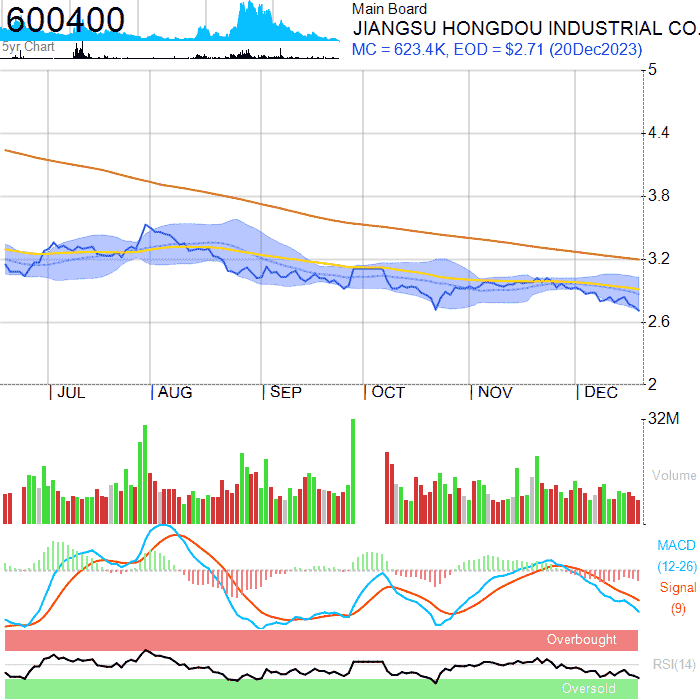 600400
5yr Chart
Main Board
JIANGSU HONGDOU INDUSTRIAL CO.
MC = 623.4K, EOD = $2.71 (20Dec2023)
5
4.4
3.8
3.2
2.6
2
JUL
AUG
SEP
OCT
NOV
DEC
32M
Volume
MACD
(12-26)
Signal
(9)
Overbought
RSI(14)
Oversold